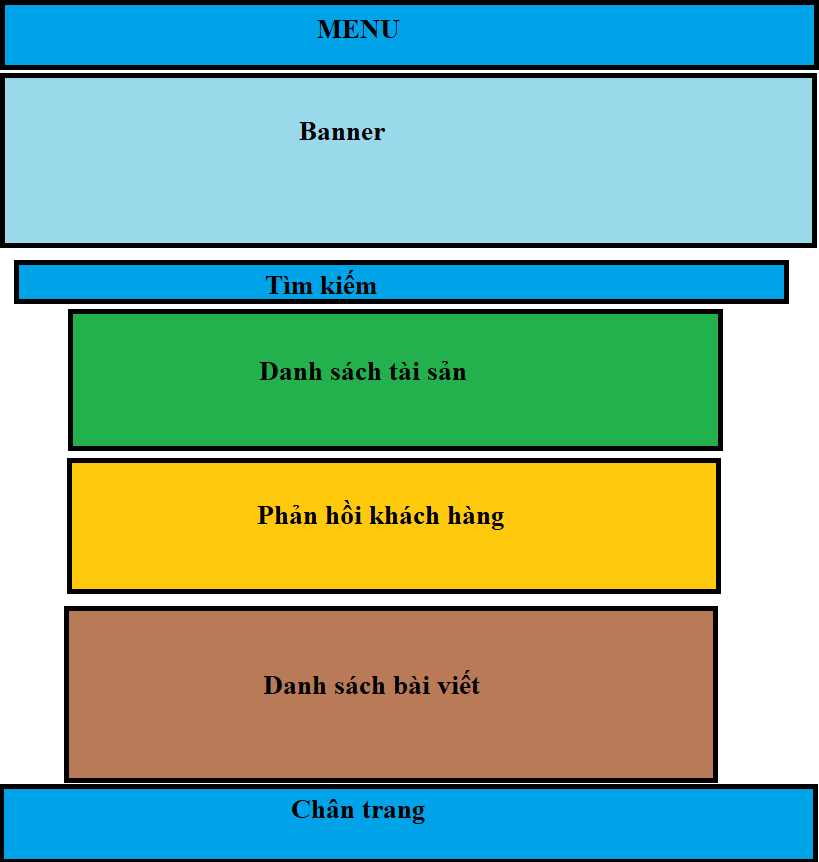 MENU
Banner
Tìm kiếm
Danh sách tài sản
Phản hồi khách hàng
Danh sách bài viết
Chân trang